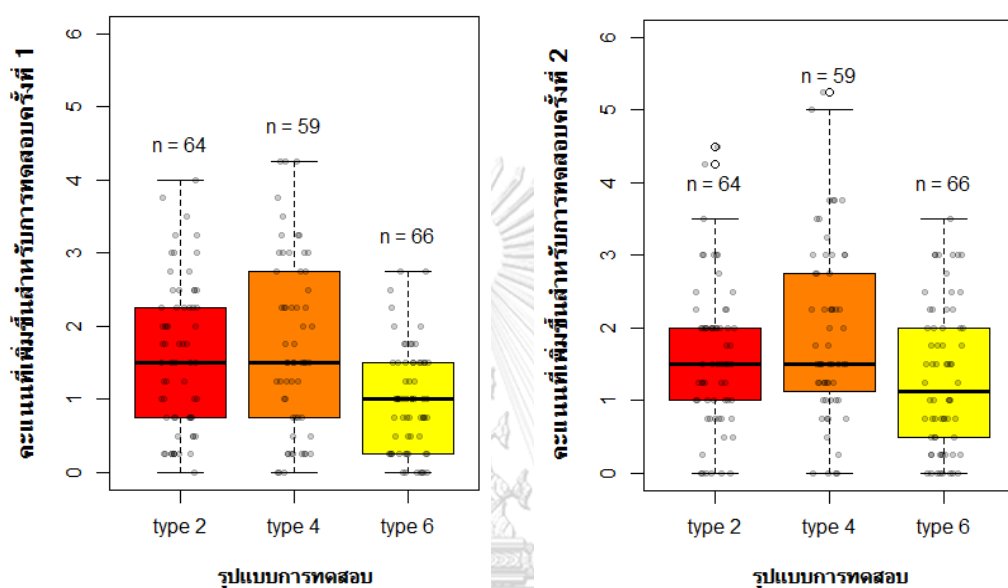 คะแนนที่เพิ่มขึ้นสำหรับการทดสอบครั้งที่ 1
6
5
4
3
2
1
0
n = 64
n = 59
n = 66
type 2
type 4
type 6
รูปแบบการทดสอบ
คะแนนที่เพิ่มขึ้นสำหรับการทดสอบครั้งที่ 2
6
5
4
3
2
1
0
n = 64
n = 59
n = 66
type 2
type 4
type 6
รูปแบบการทดสอบ